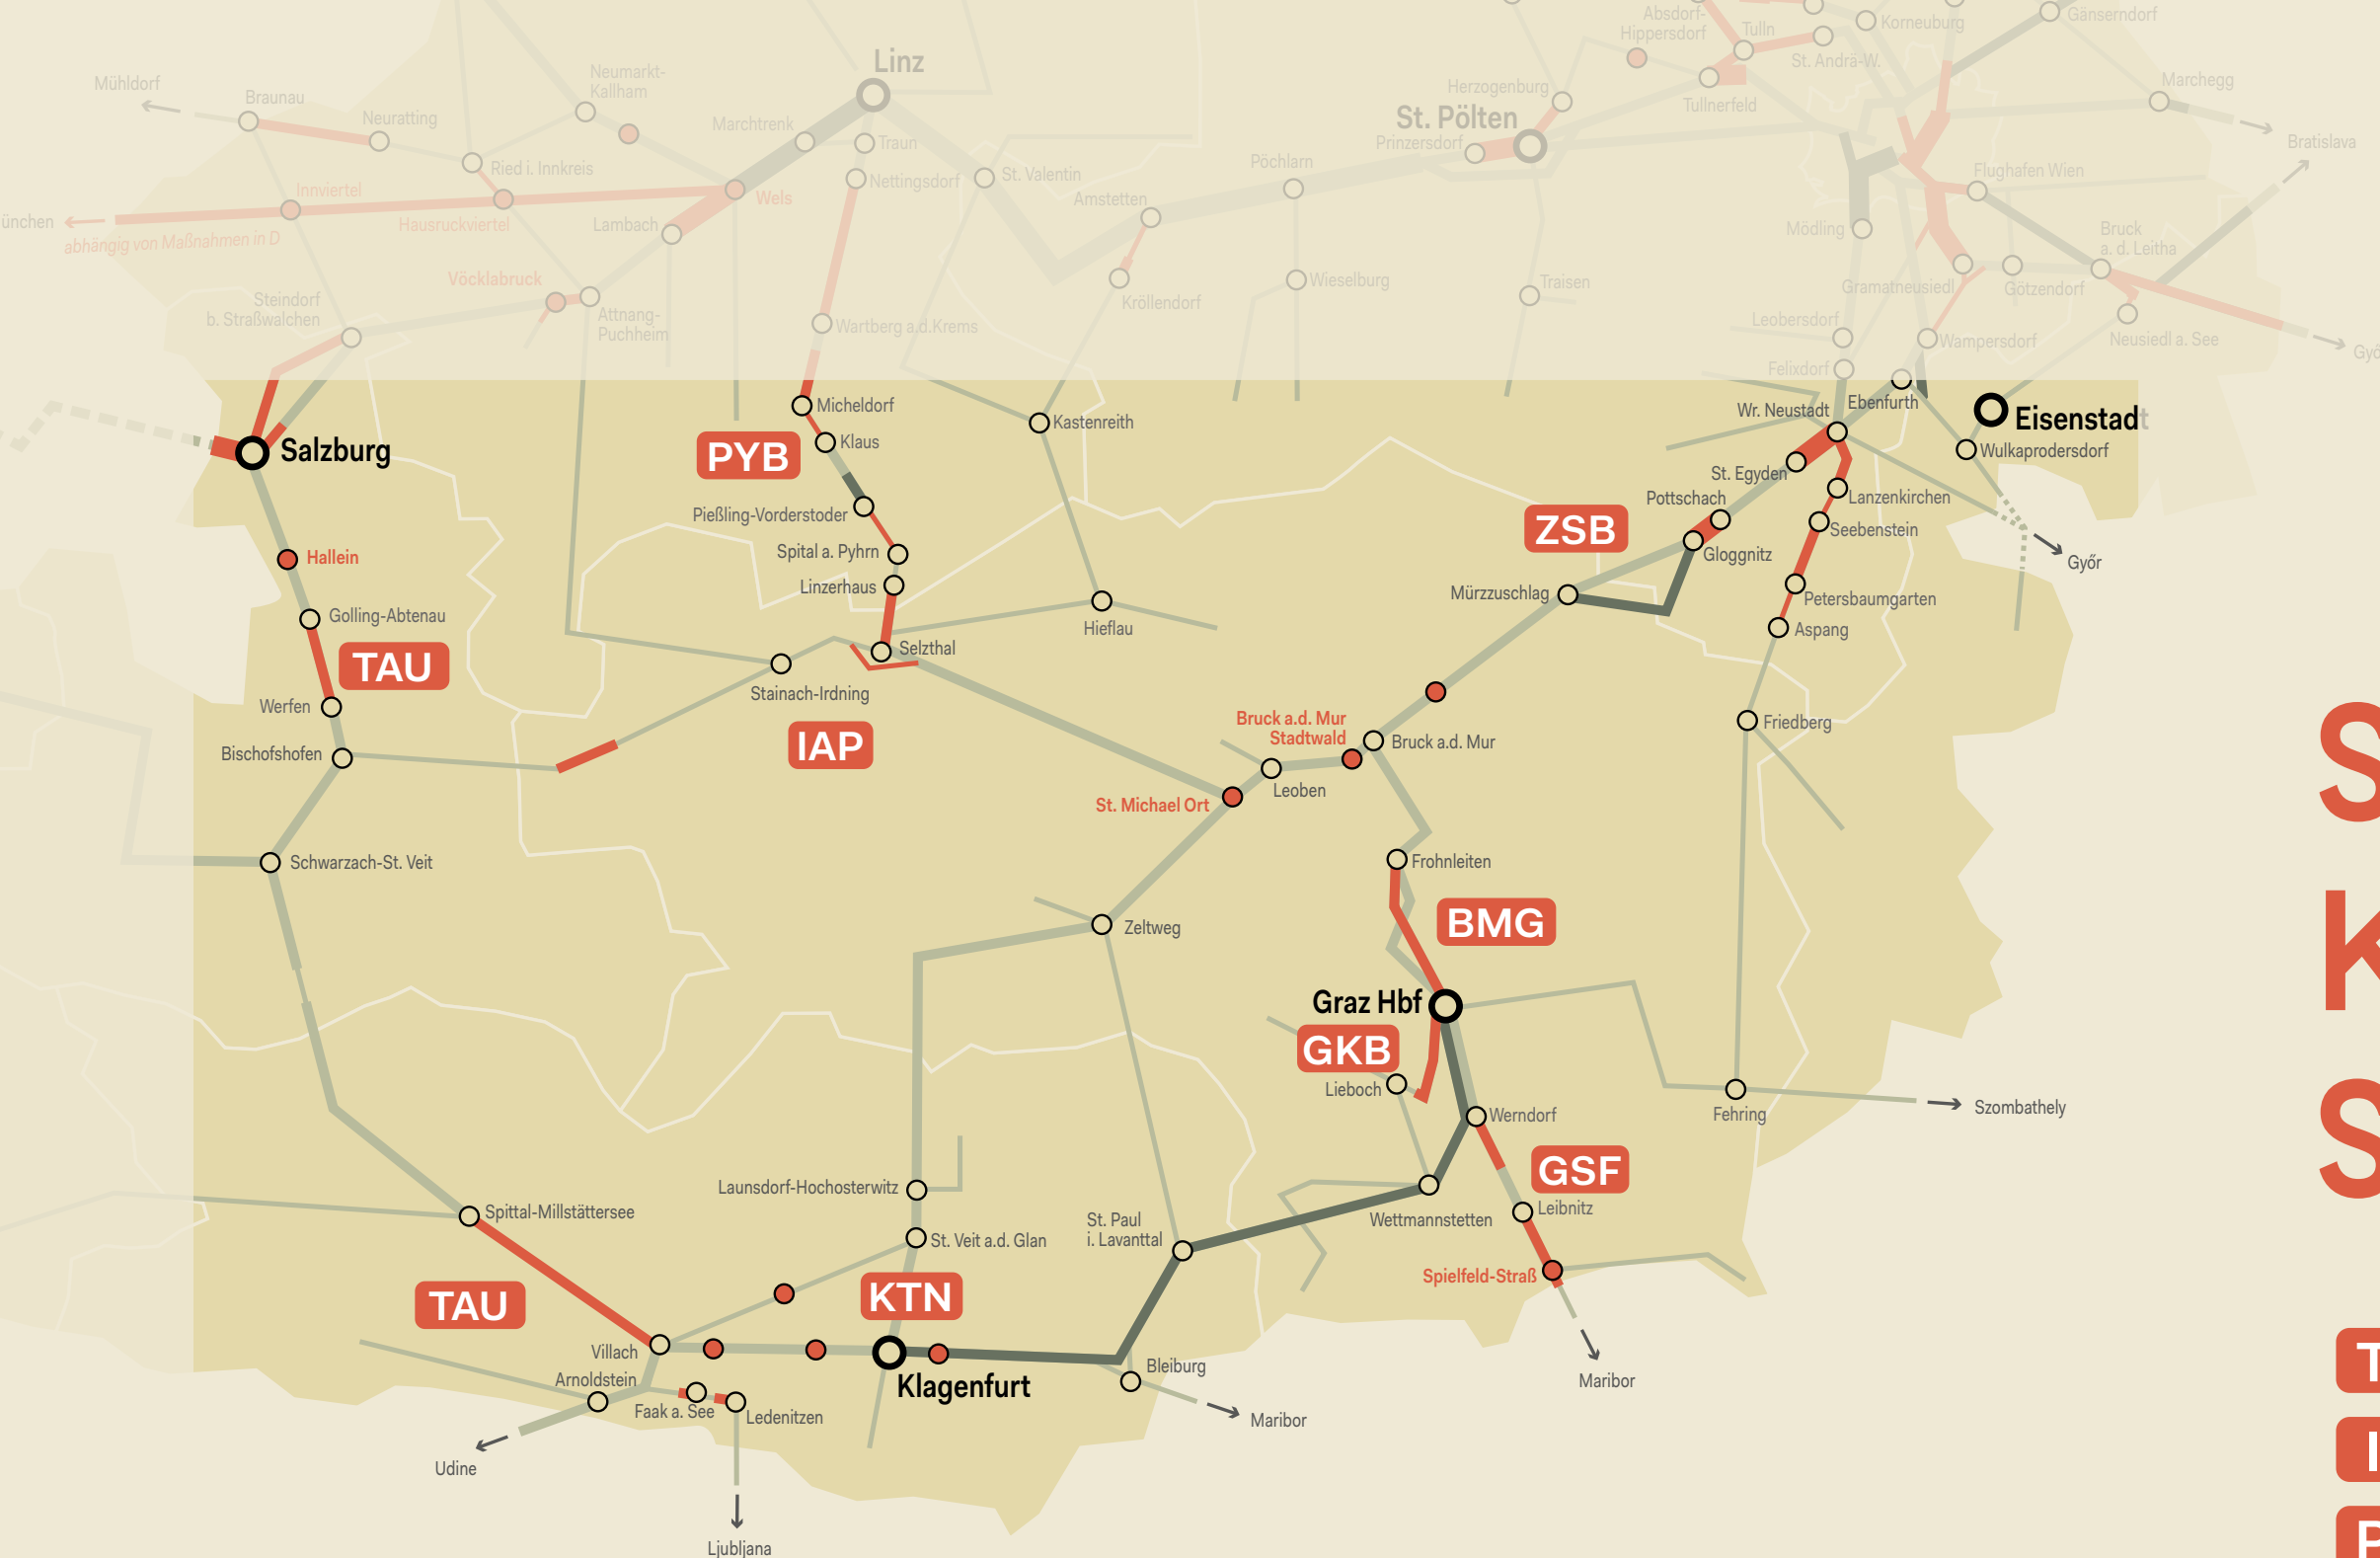 Absdorf-
Hippersdorf
Tulln
Korneuburg
Gänserndorf
Linz
St. Andrä-W.
Mühldorf
Braunau
Neumarkt-
Kallham
Herzogenburg
Tullnerfeld
Marchegg
Neuratting
Marchtrenk
Traun
St. Pölten
Prinzersdorf
Bratislava
Ried i. Innkreis
Nettingsdorf
St. Valentin
Pöchlarn
Flughafen Wien
Innviertel
Wels
Amstetten
ünchen
abhängig von Maßnahmen in D
Hausruckviertel
Lambach
Mödling
Bruck
a. d. Leitha
Vöcklabruck
Kröllendorf
Wieselburg
Traisen
Gramatneusiedl
Götzendorf
Steindorf
b. Straßwalchen
Attnang-
Puchheim
Wartberg a.d.Krems
Leobersdorf
Wampersdorf
Neusiedl a. See
Győ
Felixdorf
Micheldorf
Kastenreith
Wr. Neustadt
Ebenfurth
Eisenstadt
Salzburg
PYB
Klaus
Wulkaprodersdorf
St. Egyden
Pottschach
Lanzenkirchen
Pießling-Vorderstoder
ZSB
Seebenstein
Hallein
Spital a. Pyhrn
Gloggnitz
Győr
Linzerhaus
Mürzzuschlag
Petersbaumgarten
Golling-Abtenau
Hieflau
Aspang
TAU
Selzthal
Stainach-Irdning
Werfen
Bruck a.d. Mur
Stadtwald
Bruck a.d. Mur
Friedberg
Bischofshofen
IAP
Leoben
St. Michael Ort
S
Schwarzach-St. Veit
Frohnleiten
Zeltweg
BMG
K
Graz Hbf
GKB
Lieboch
Werndorf
Fehring
Szombathely
S
GSF
Launsdorf-Hochosterwitz
Spittal-Millstättersee
St. Paul
i. Lavanttal
Wettmannstetten
Leibnitz
St. Veit a.d. Glan
Spielfeld-Straß
TAU
KTN
Villach
Bleiburg
Maribor
T
Arnoldstein
Klagenfurt
Faak a. See
Ledenitzen
Maribor
Udine
I
Ljubljana
P